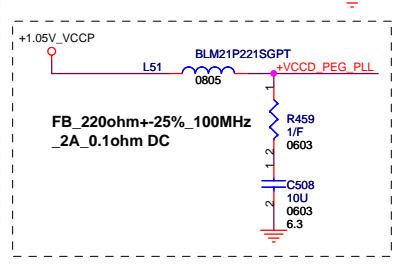 +1.05V_VCCP
BLM21P221SGPT
L51
+VCCD_PEG_PLL
0805
1
FB_220ohm+-25%_100MHz
_2A_0.1ohm DC
R459
1/F
0603
2
1
C508
10U
0603
6.3
2